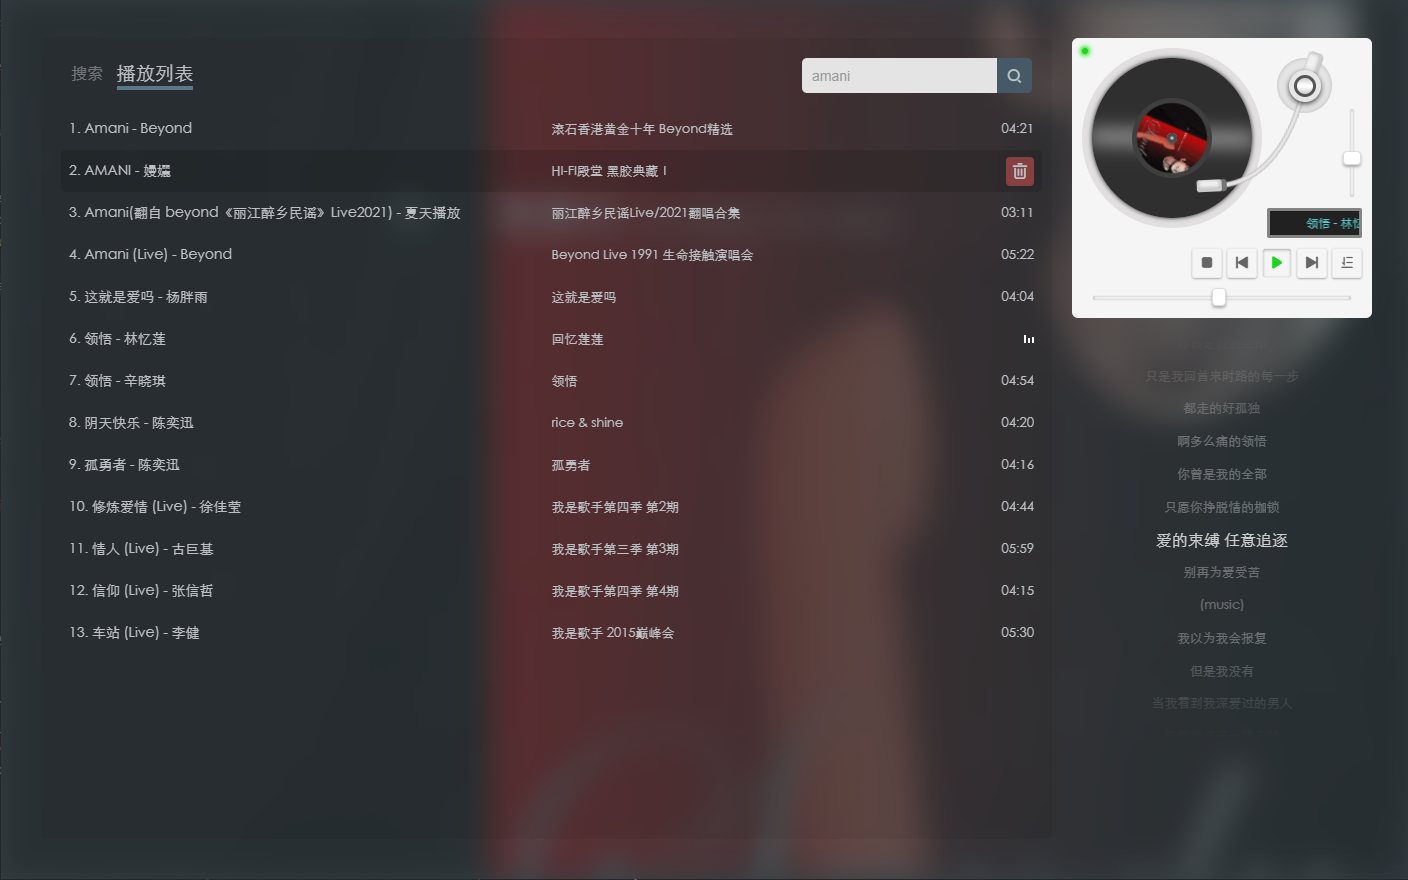 搜索 播放列表
amani
1. Amani - Beyond 滚石香港黄金十年 Beyond精选 04:21
2. AMANI - 嫚孋 HI-FI殿堂 黑胶典藏 I
3. Amani(翻自 beyond《丽江醉乡民谣》Live2021) - 夏天播放 丽江醉乡民谣Live/2021翻唱合集 03:11
4. Amani (Live) - Beyond Beyond Live 1991 生命接触演唱会 05:22
5. 这就是爱吗 - 杨胖雨 这就是爱吗 04:04
6. 领悟 - 林忆莲 回忆莲莲
7. 领悟 - 辛晓琪 领悟 04:54
8. 阴天快乐 - 陈奕迅 rice & shine 04:20
9. 孤勇者 - 陈奕迅 孤勇者 04:16
10. 修炼爱情 (Live) - 徐佳莹 我是歌手第四季 第2期 04:44
11. 情人 (Live) - 古巨基 我是歌手第三季 第3期 05:59
12. 信仰 (Live) - 张信哲 我是歌手第四季 第4期 04:15
13. 车站 (Live) - 李健 我是歌手 2015巅峰会 05:30
领悟 - 林忆
只是我回首来时路的每一步
都走的好孤独
啊多么痛的领悟
你曾是我的全部
只愿你挣脱情的枷锁
爱的束缚 任意追逐
别再为爱受苦
(music)
我以为我会报复
但是我没有
当我看到我深爱过的男人